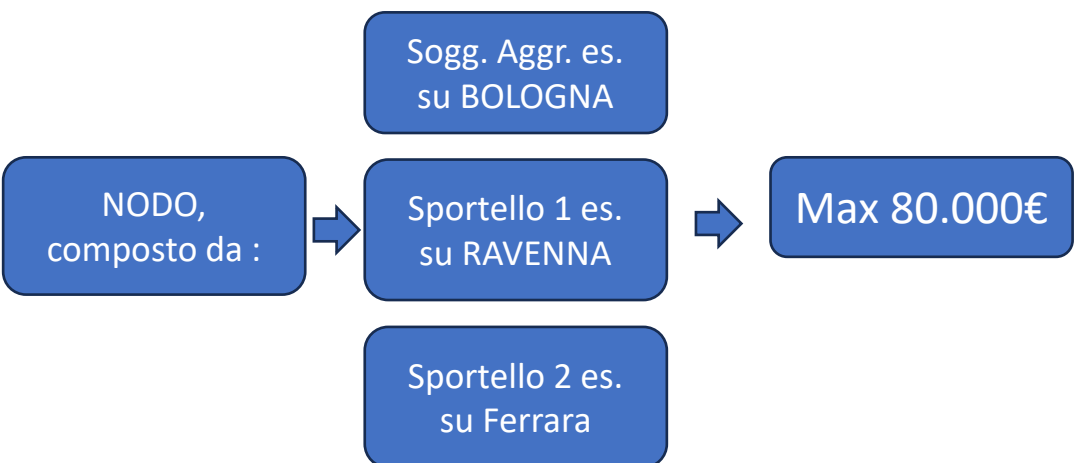 NODO,
composto da :
Sogg. Aggr. es.
su BOLOGNA
Sportello 1 es.
su RAVENNA
Sportello 2 es.
su Ferrara
Max 80.000€